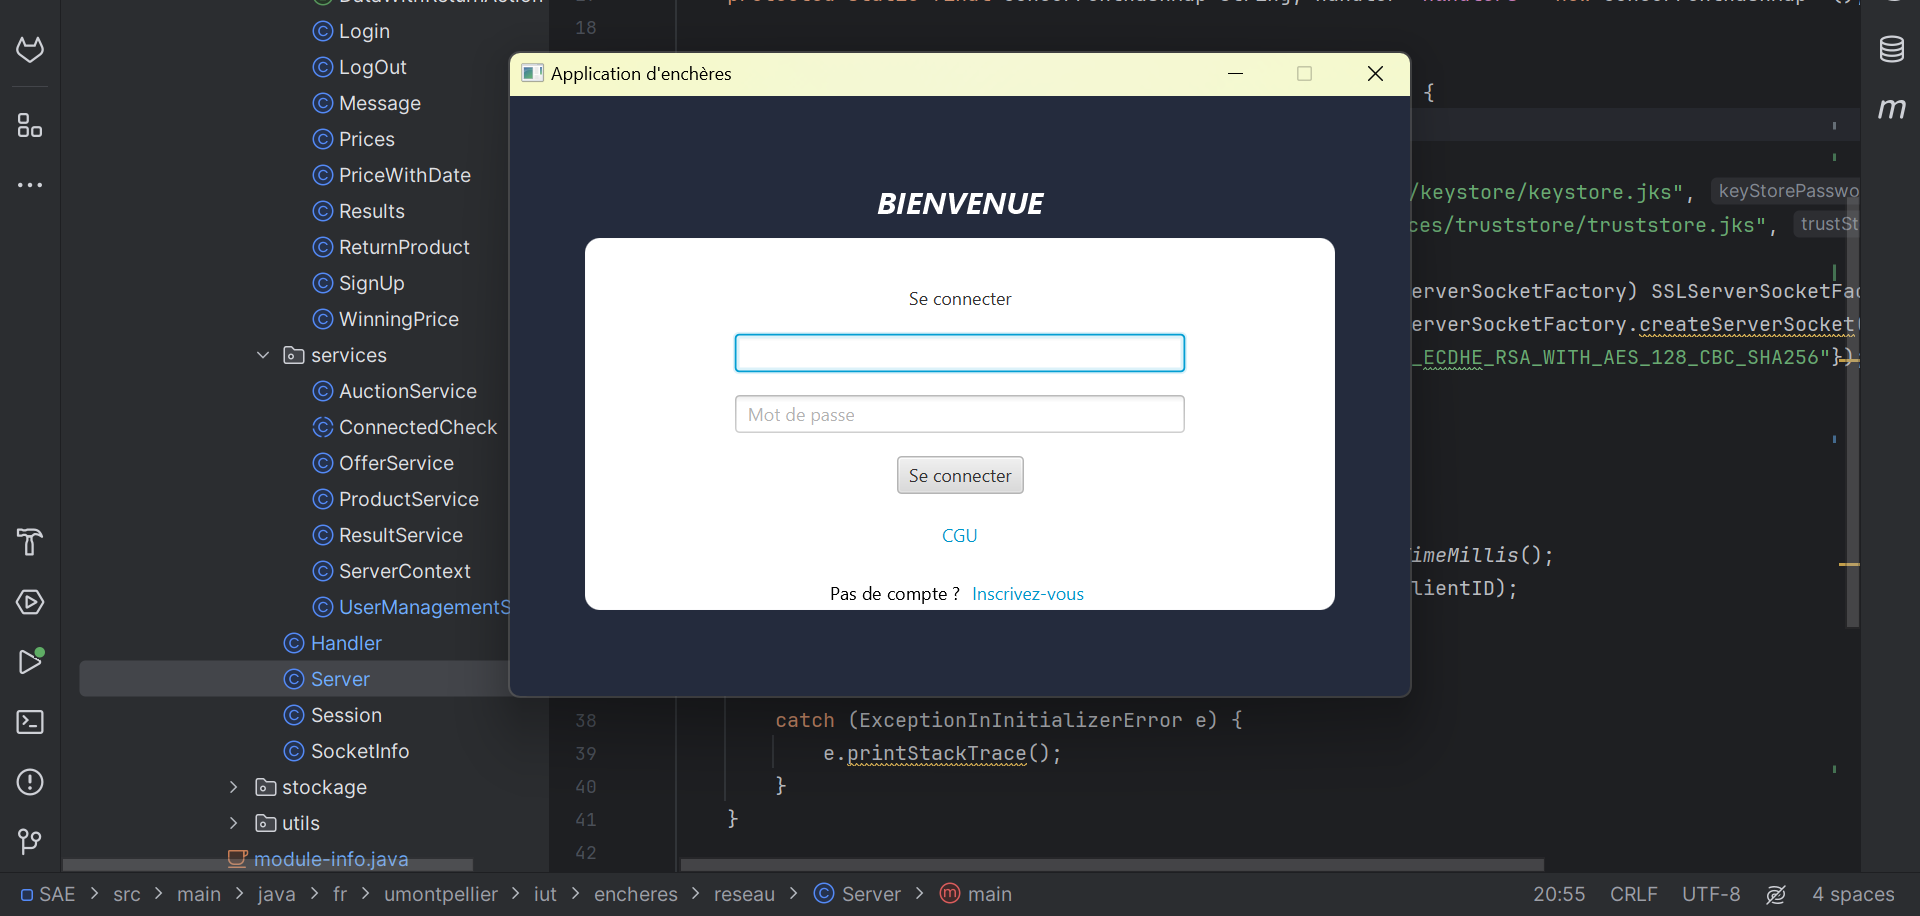 Login
LogOut
Message
Prices
PriceWithDate
Results
ReturnProduct
SignUp
WinningPrice
services
AuctionService
ConnectedCheck
OfferService
ProductService
ResultService
ServerContext
UserManagementS
Handler
Server
Session
SocketInfo
stockage
utils
module-info.java
Application d'enchères
BIENVENUE
Se connecter
Mot de passe
Se connecter
CGU
Pas de compte ? Inscrivez-vous
18
{
/keystore/keystore.jks", keyStorePasswo
ces/truststore/truststore.jks", trustSt
erverSocketFactory) SSLServerSocketFac
erverSocketFactory.createServerSocket(
_ECDHE_RSA_WITH_AES_128_CBC_SHA256"});
imeMillis();
lientID);
38 catch (ExceptionInInitializerError e) {
39 e.printStackTrace();
40 }
41 }
42
m
SAE > src > main > java > fr > umontpellier > iut > encheres > reseau > Server > main
20:55 CRLF UTF-8 4 spaces